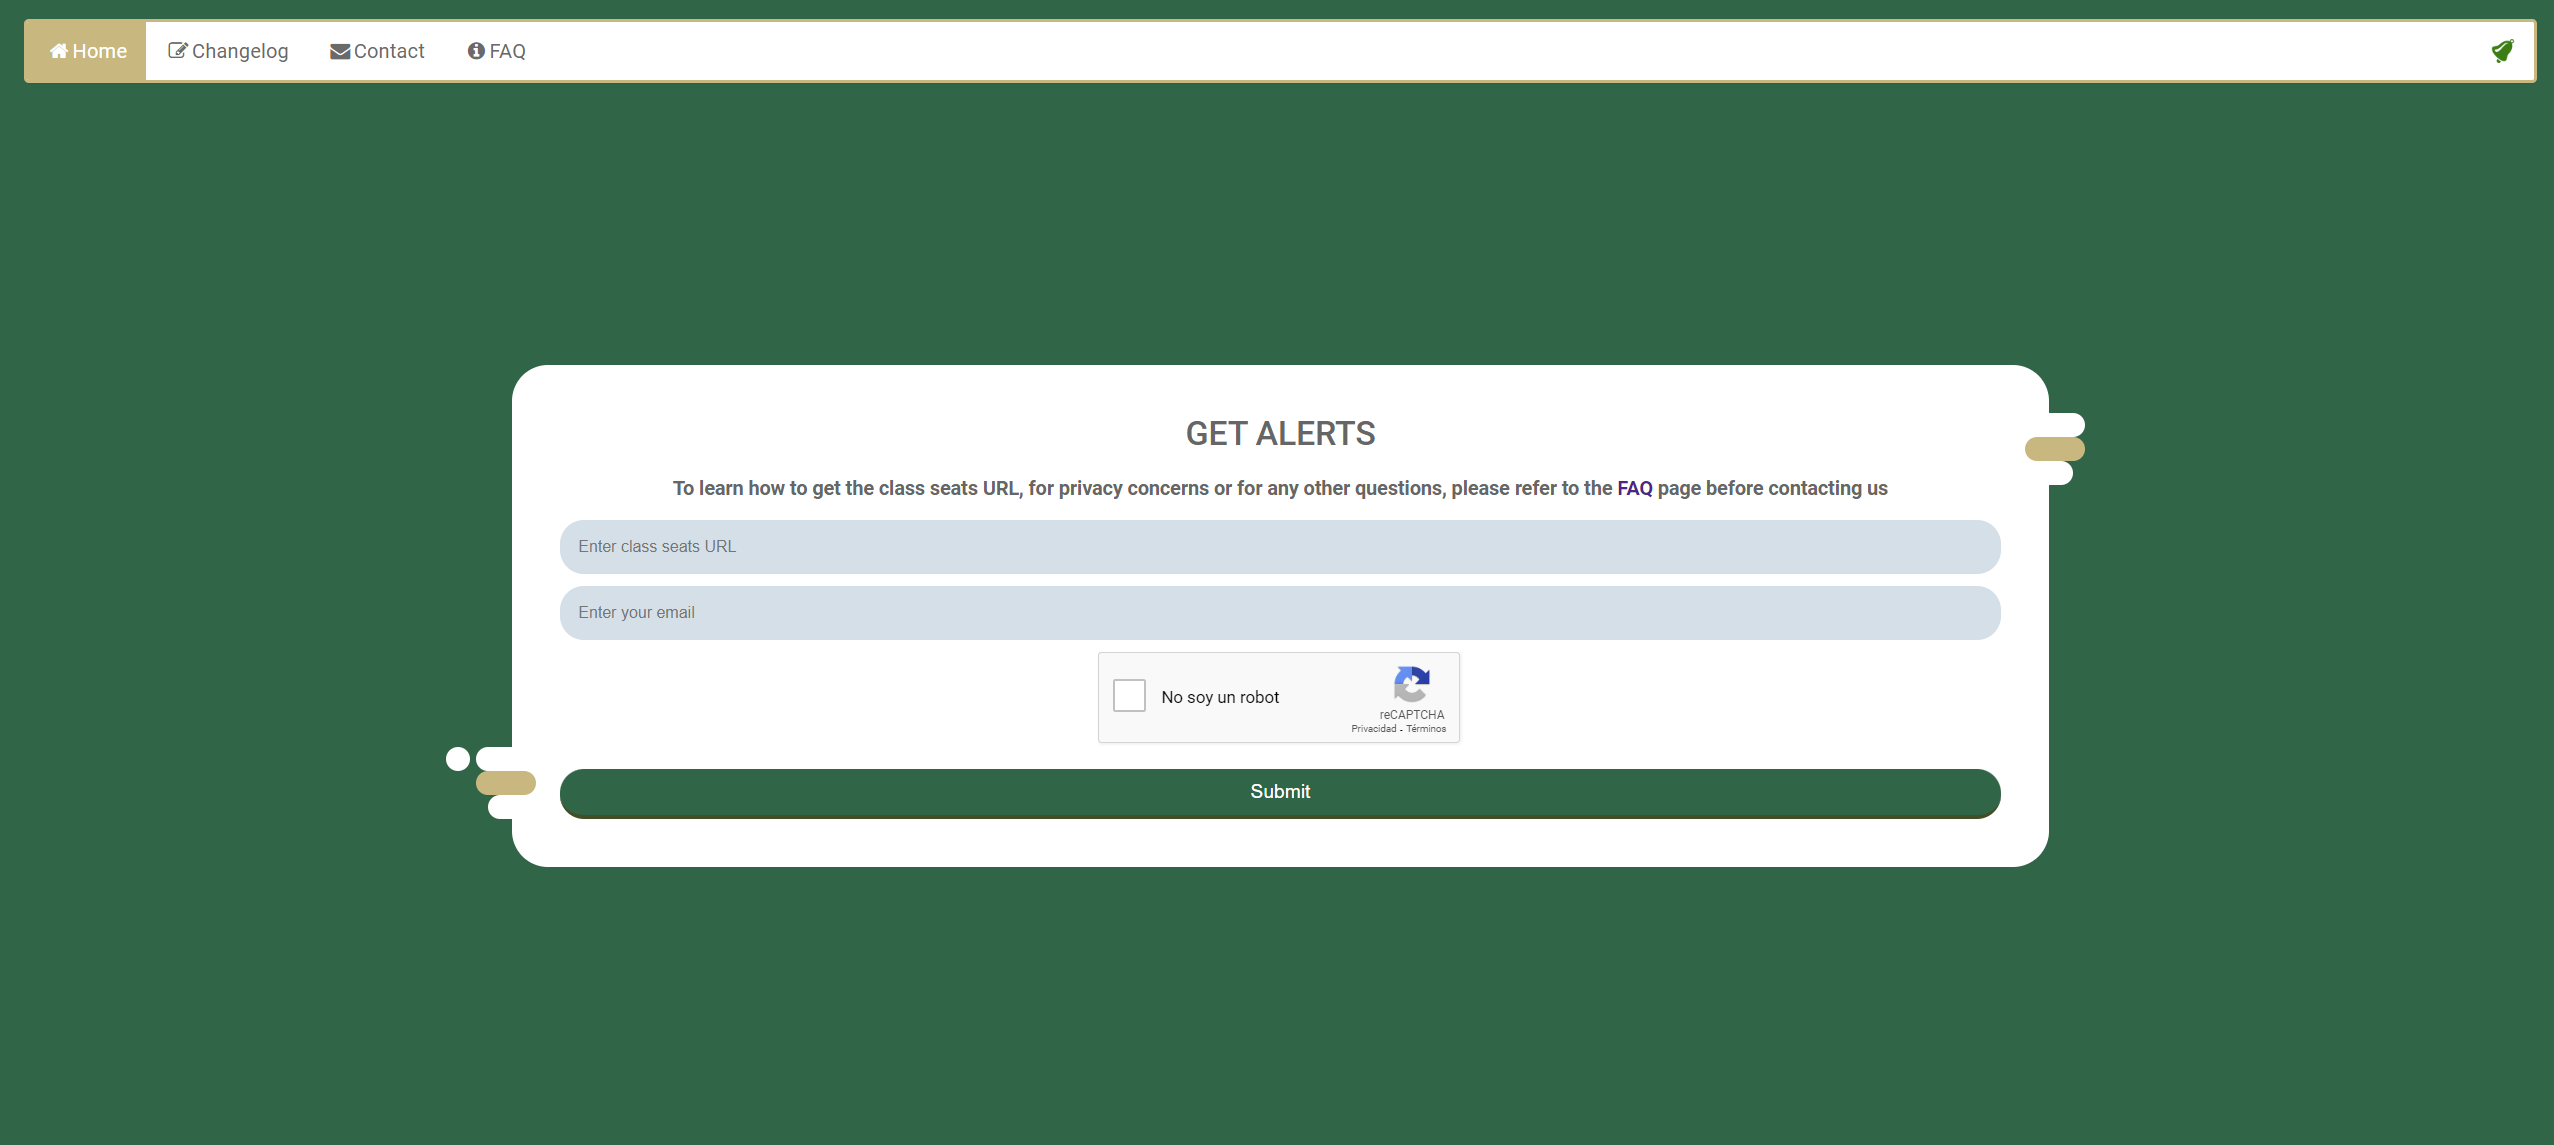 Home Changelog Contact FAQ
GET ALERTS
To learn how to get the class seats URL, for privacy concerns or for any other questions, please refer to the FAQ page before contacting us
Enter class seats URL
Enter your email
No soy un robot
reCAPTCHA
Privacidad - Términos
Submit